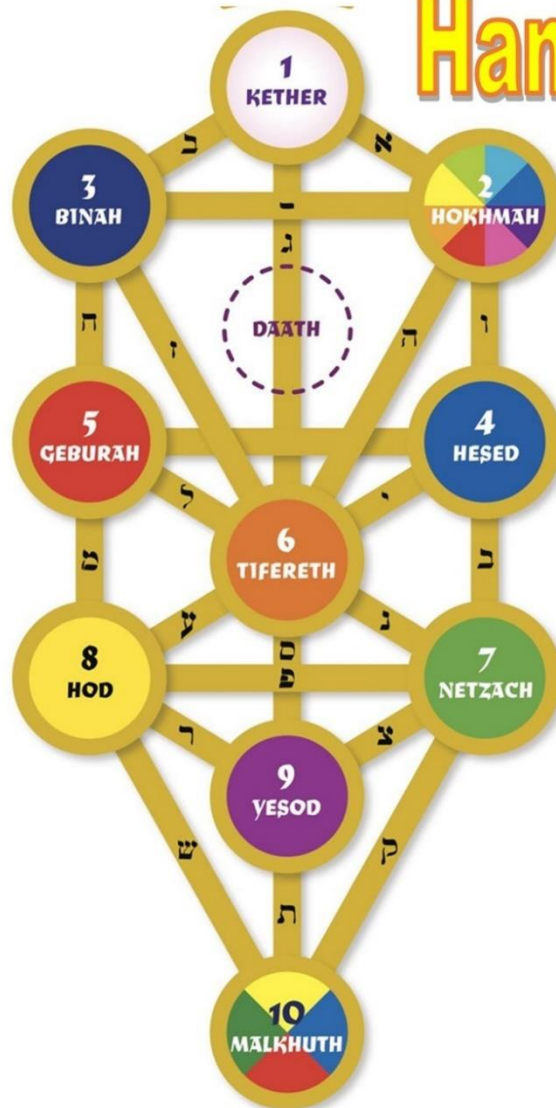 Han
1
KETHER
ב א
3
BINAH
2
HOKHMAH
ג
DAATH
ח ז ה ו
5
GEBURAH
4
HESED
ל י
6
TIFERETH
מ כ
ע נ
ס
8
HOD
פ
7
NETZACH
ר צ
9
YESOD
ש ק
ת
10
MALKHUTH